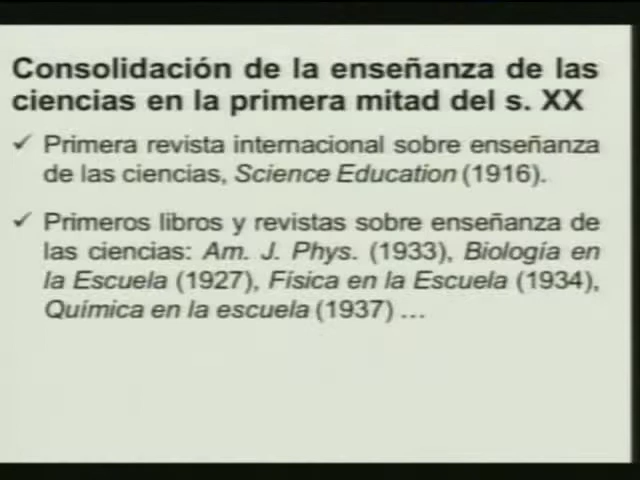 Consolidación de la enseñanza de las
ciencias en la primera mitad del s. XX
✓ Primera revista internacional sobre enseñanza
de las ciencias, Science Education (1916).
✓ Primeros libros y revistas sobre enseñanza de
las ciencias: Am. J. Phys. (1933), Biología en
la Escuela (1927), Física en la Escuela (1934),
Química en la escuela (1937) ...